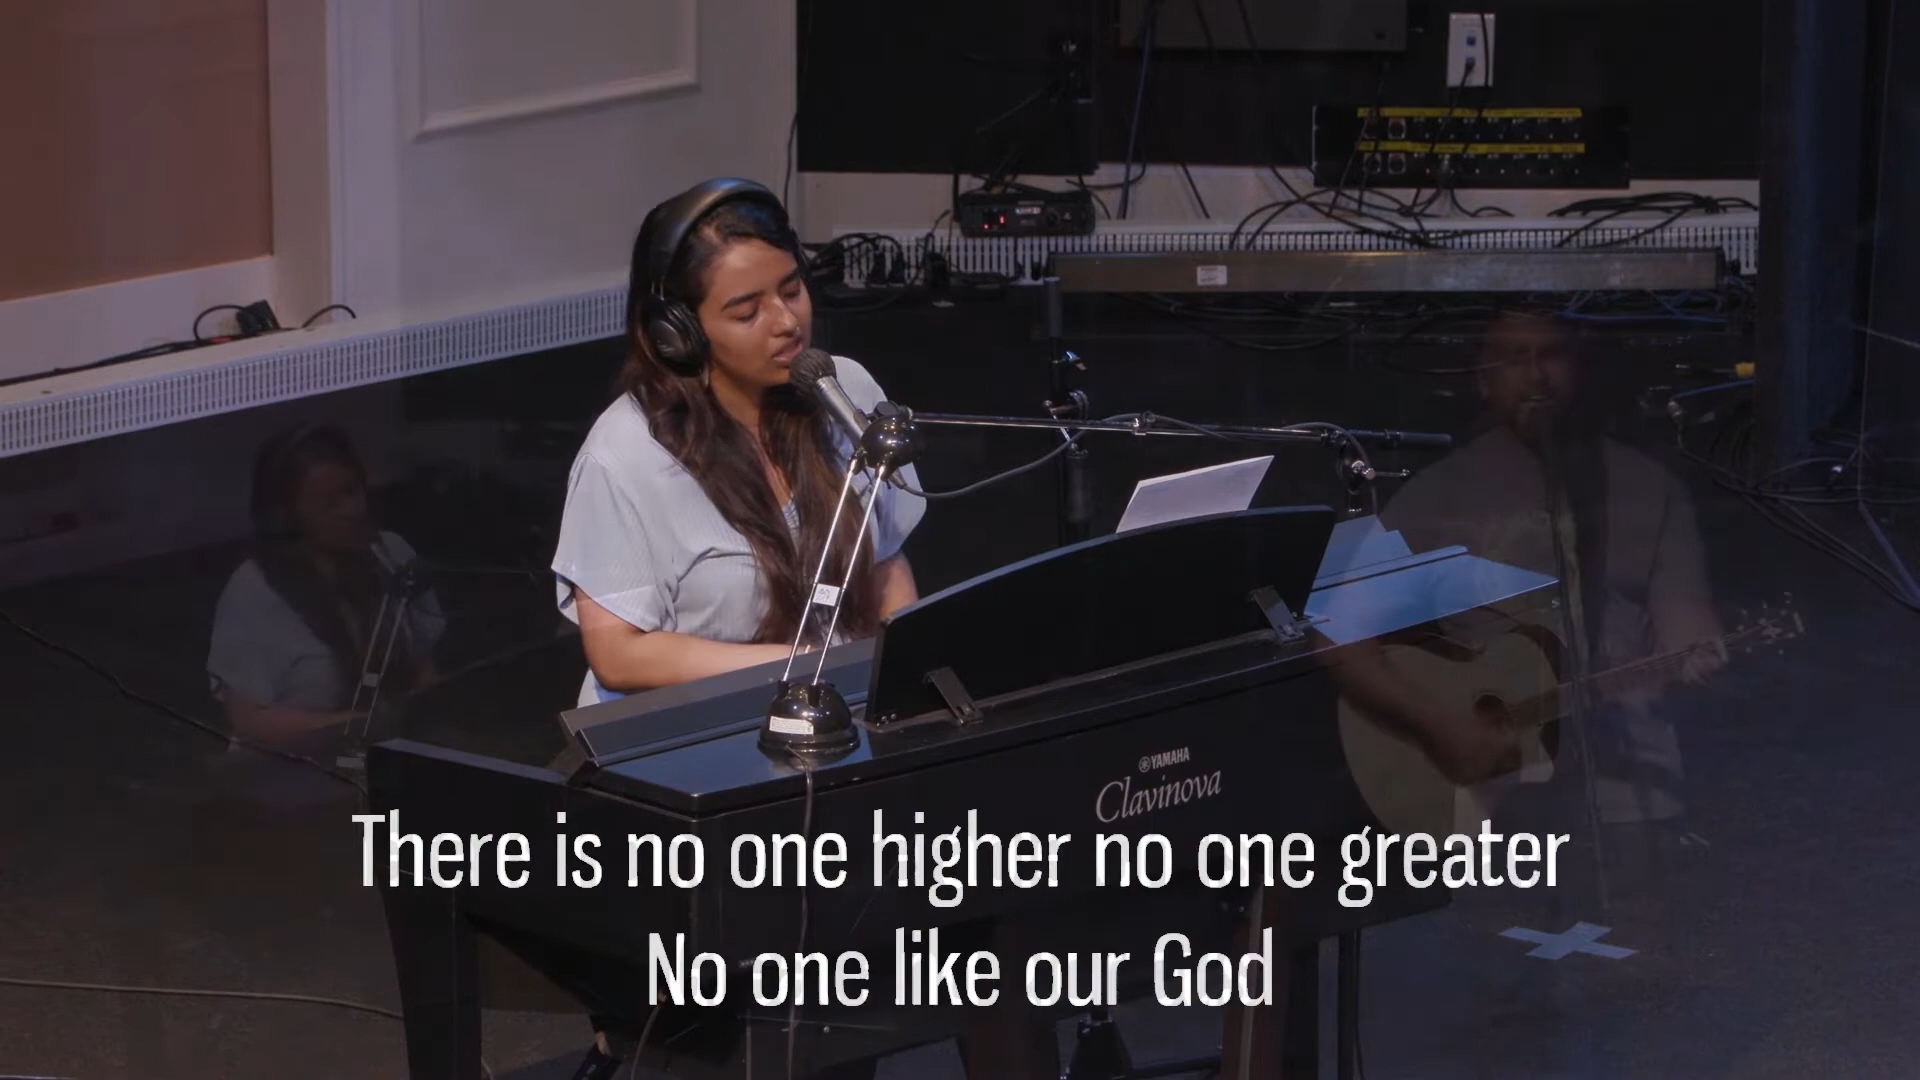 YAMAHA
Clavinova
There is no one higher no one greater
No one like our God